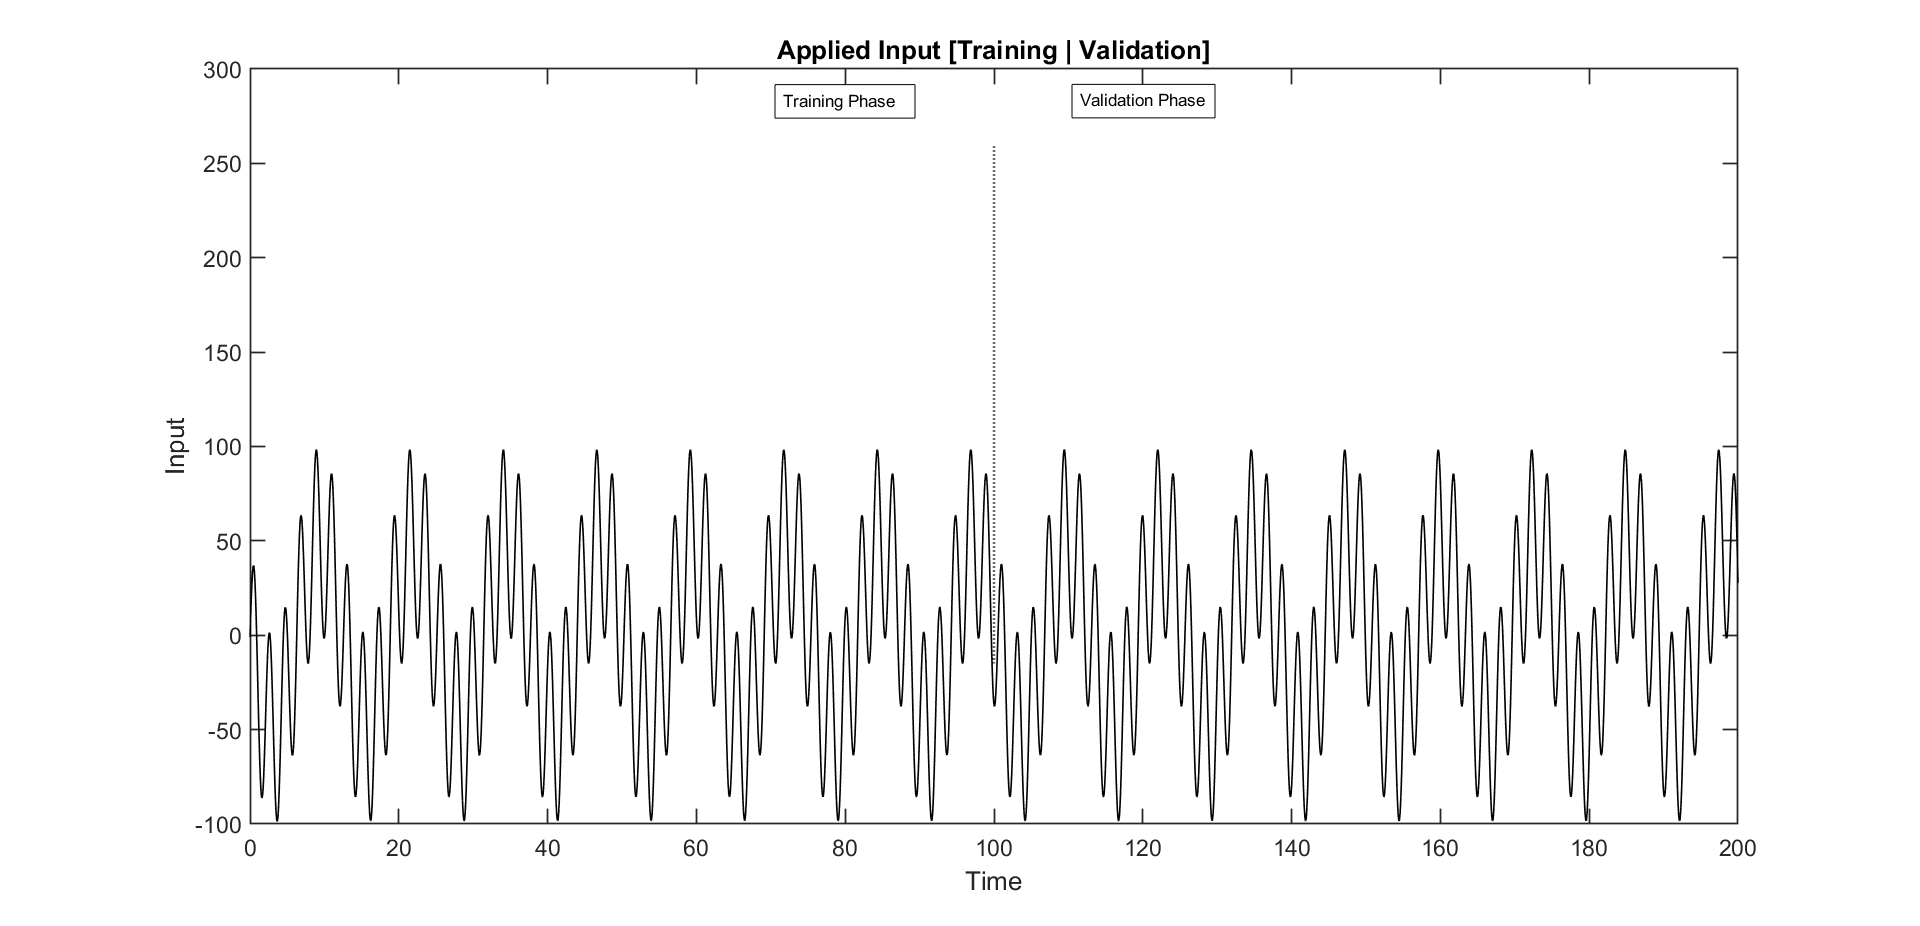 Applied Input [Training | Validation]
300
Training Phase
Validation Phase
250
200
150
100
50
0
-50
-100
Input
0 20 40 60 80 100 120 140 160 180 200
Time